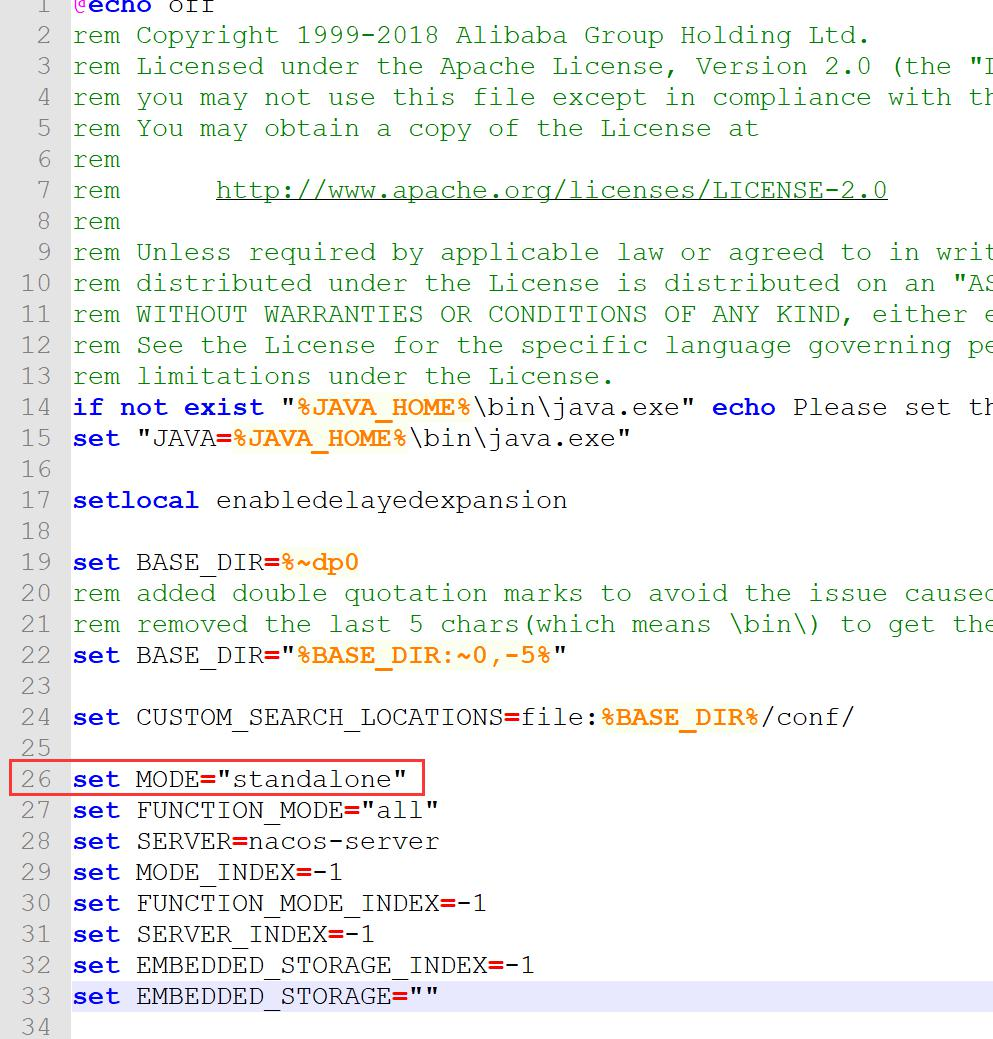 1 @echo off
2 rem Copyright 1999-2018 Alibaba Group Holding Ltd.
3 rem Licensed under the Apache License, Version 2.0 (the "
4 rem you may not use this file except in compliance with
5 rem You may obtain a copy of the License at
6 rem
7 rem      http://www.apache.org/licenses/LICENSE-2.0
8 rem
9 rem Unless required by applicable law or agreed to in
10 rem distributed under the License is distributed on an "AS
11 rem WITHOUT WARRANTIES OR CONDITIONS OF ANY KIND, either
12 rem See the License for the specific language governing
13 rem limitations under the License.
14 if not exist "%JAVA_HOME%\bin\java.exe" echo Please set
15 set "JAVA=%JAVA_HOME%\bin\java.exe"
16
17 setlocal enabledelayedexpansion
18
19 set BASE_DIR=%~dp0
20 rem added double quotation marks to avoid the issue caused
21 rem removed the last 5 chars(which means \bin\) to get the
22 set BASE_DIR="%BASE_DIR:~0,-5%"
23
24 set CUSTOM_SEARCH_LOCATIONS=file:%BASE_DIR%/conf/
25
26 set MODE="standalone"
27 set FUNCTION_MODE="all"
28 set SERVER=nacos-server
29 set MODE_INDEX=-1
30 set FUNCTION_MODE_INDEX=-1
31 set SERVER_INDEX=-1
32 set EMBEDDED_STORAGE_INDEX=-1
33 set EMBEDDED_STORAGE=""
34